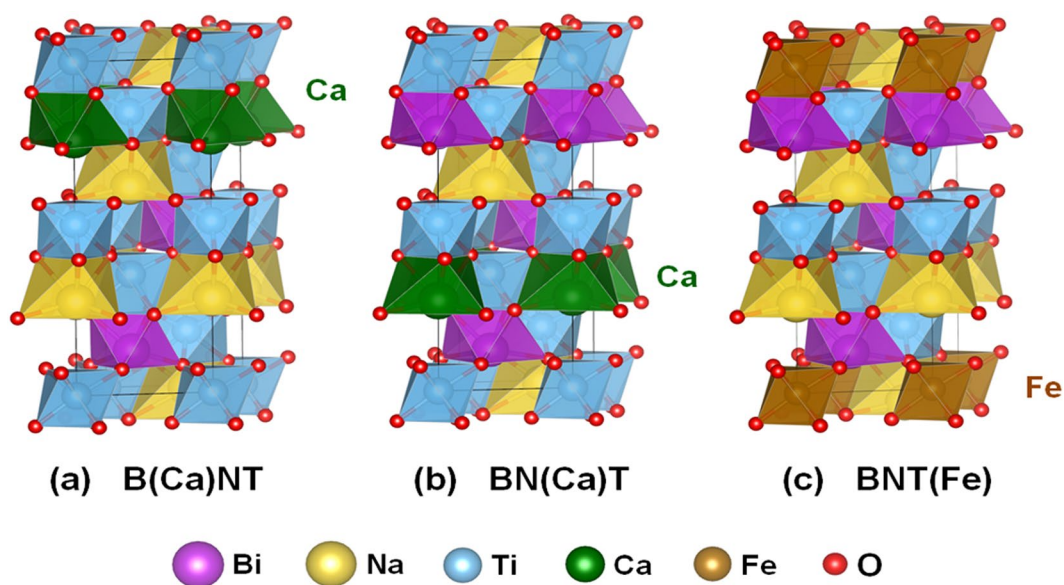 Ca
Ca
Fe
(a) B(Ca)NT
(b) BN(Ca)T
(c) BNT(Fe)
Bi
Na
Ti
Ca
Fe
O